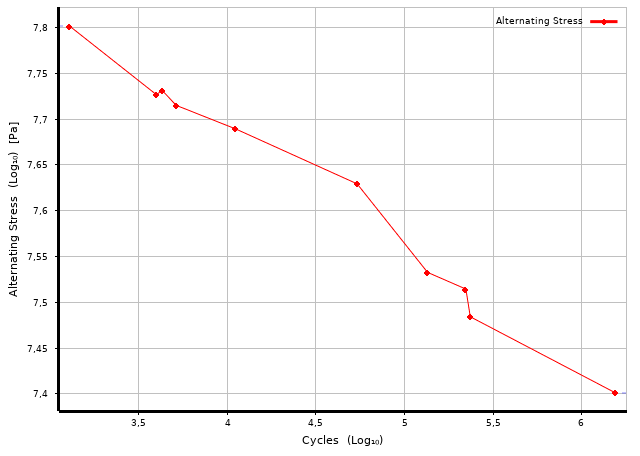 Alternating Stress
7,8
7,75
7,7
7,65
7,6
7,55
7,5
7,45
7,4
Alternating Stress (Log₁₀) [Pa]
3,5 4 4,5 5 5,5 6
Cycles (Log₁₀)